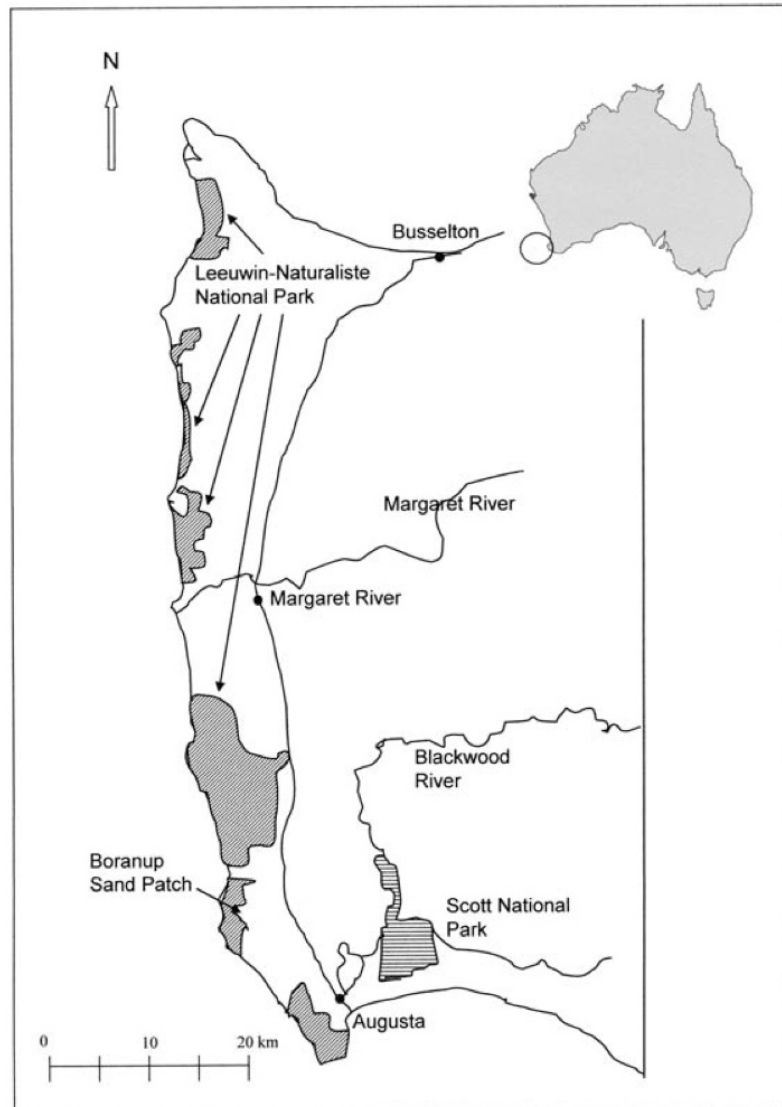 N
Busselton
Leeuwin-Naturaliste
National Park
Margaret River
Margaret River
Blackwood
River
Boranup
Sand Patch
Scott National
Park
Augusta
0 10 20 km